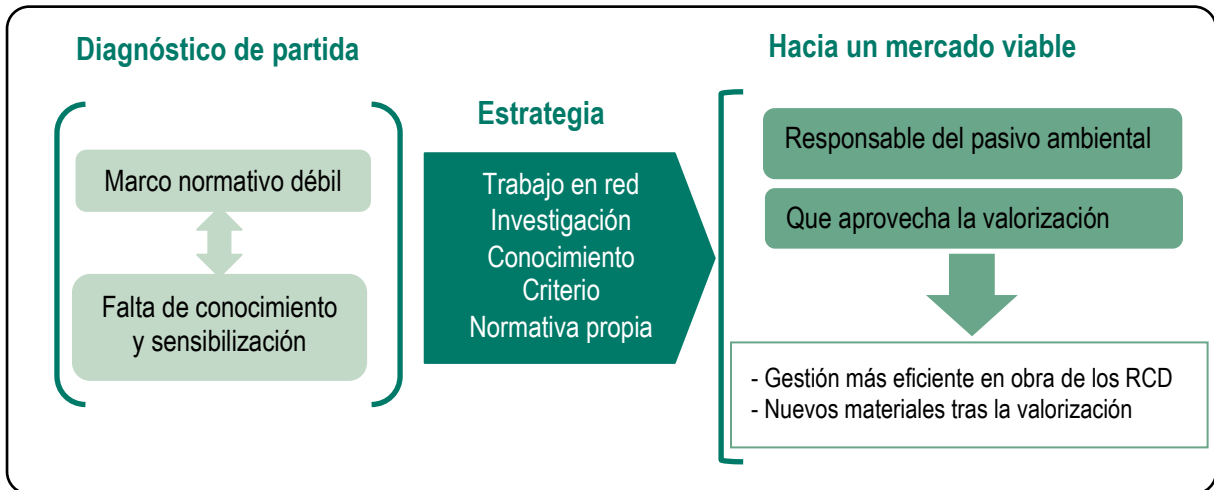 Diagnóstico de partida
Marco normativo débil
Falta de conocimiento
y sensibilización
Estrategia
Trabajo en red
Investigación
Conocimiento
Criterio
Normativa propia
Hacia un mercado viable
Responsable del pasivo ambiental
Que aprovecha la valorización
- Gestión más eficiente en obra de los RCD
- Nuevos materiales tras la valorización